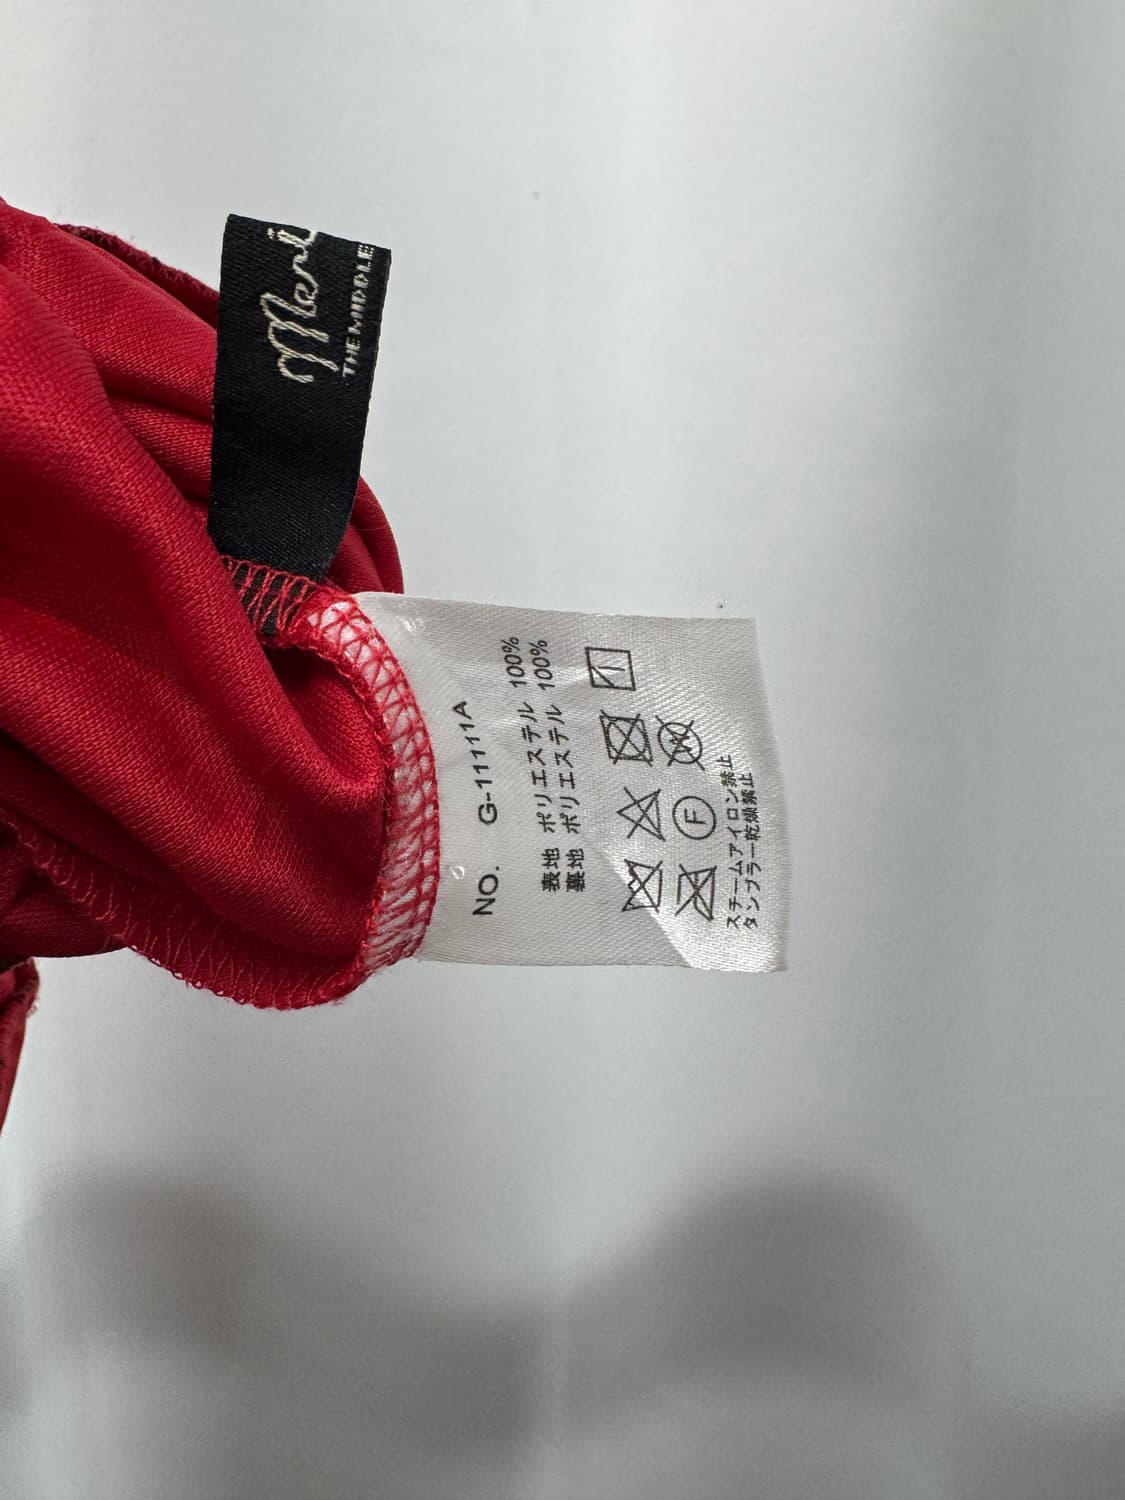 Meri
THE MIDDLE
NO. G-11111A
表地 ポリエステル 100%
裏地 ポリエステル 100%
F
W
スチームアイロン禁止
タンブラー乾燥禁止